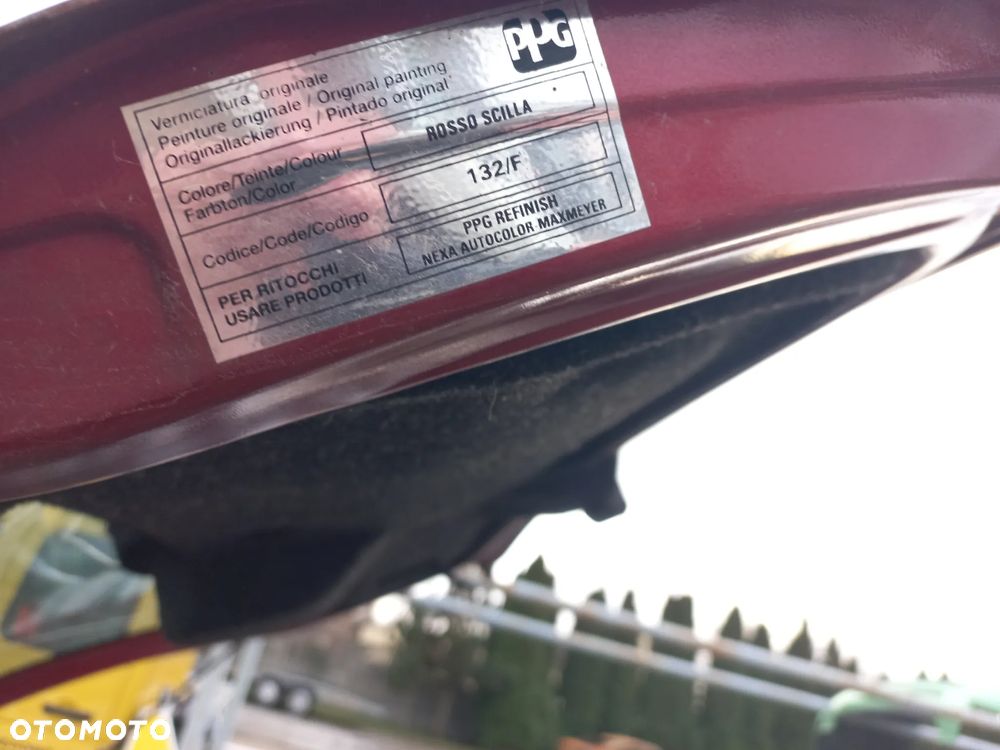 PPG
Verniciatura originale
Peinture originale / Original painting
Originallackierung / Pintado original
Colore/Teinte/Colour
Farbton/Color
ROSSO SCILLA
Codice/Code/Codigo
132/F
PER RITOCCHI
USARE PRODOTTI
PPG REFINISH
NEXA AUTOCOLOR MAXMEYER
OTOMOTO